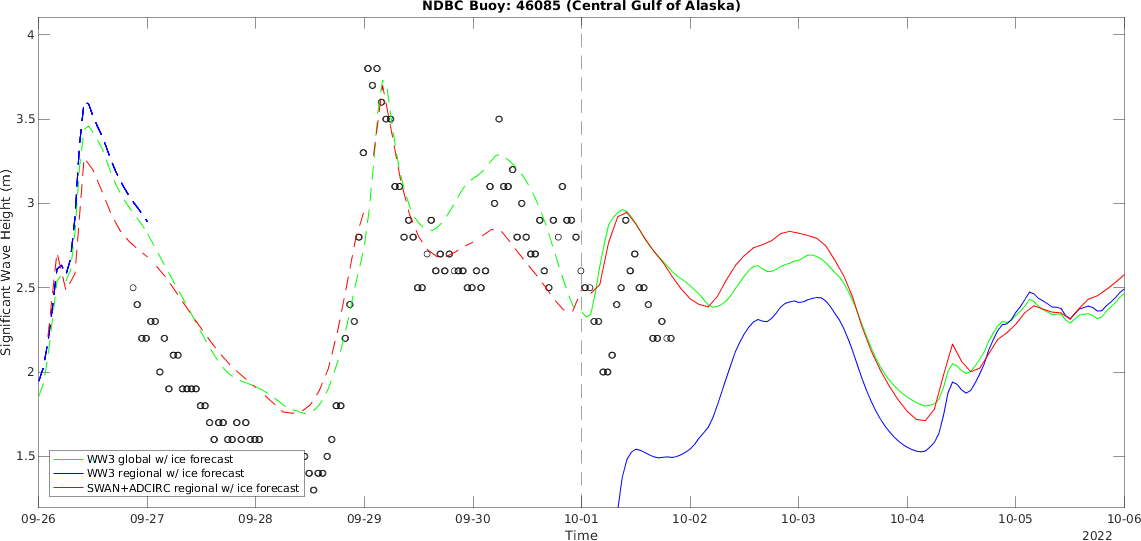 NDBC Buoy: 46085 (Central Gulf of Alaska)
4
3.5
3
2.5
2
1.5
Significant Wave Height (m)
WW3 global w/ ice forecast
WW3 regional w/ ice forecast
SWAN+ADCIRC regional w/ ice forecast
09-26 09-27 09-28 09-29 09-30 10-01 10-02 10-03 10-04 10-05 10-06
Time
2022